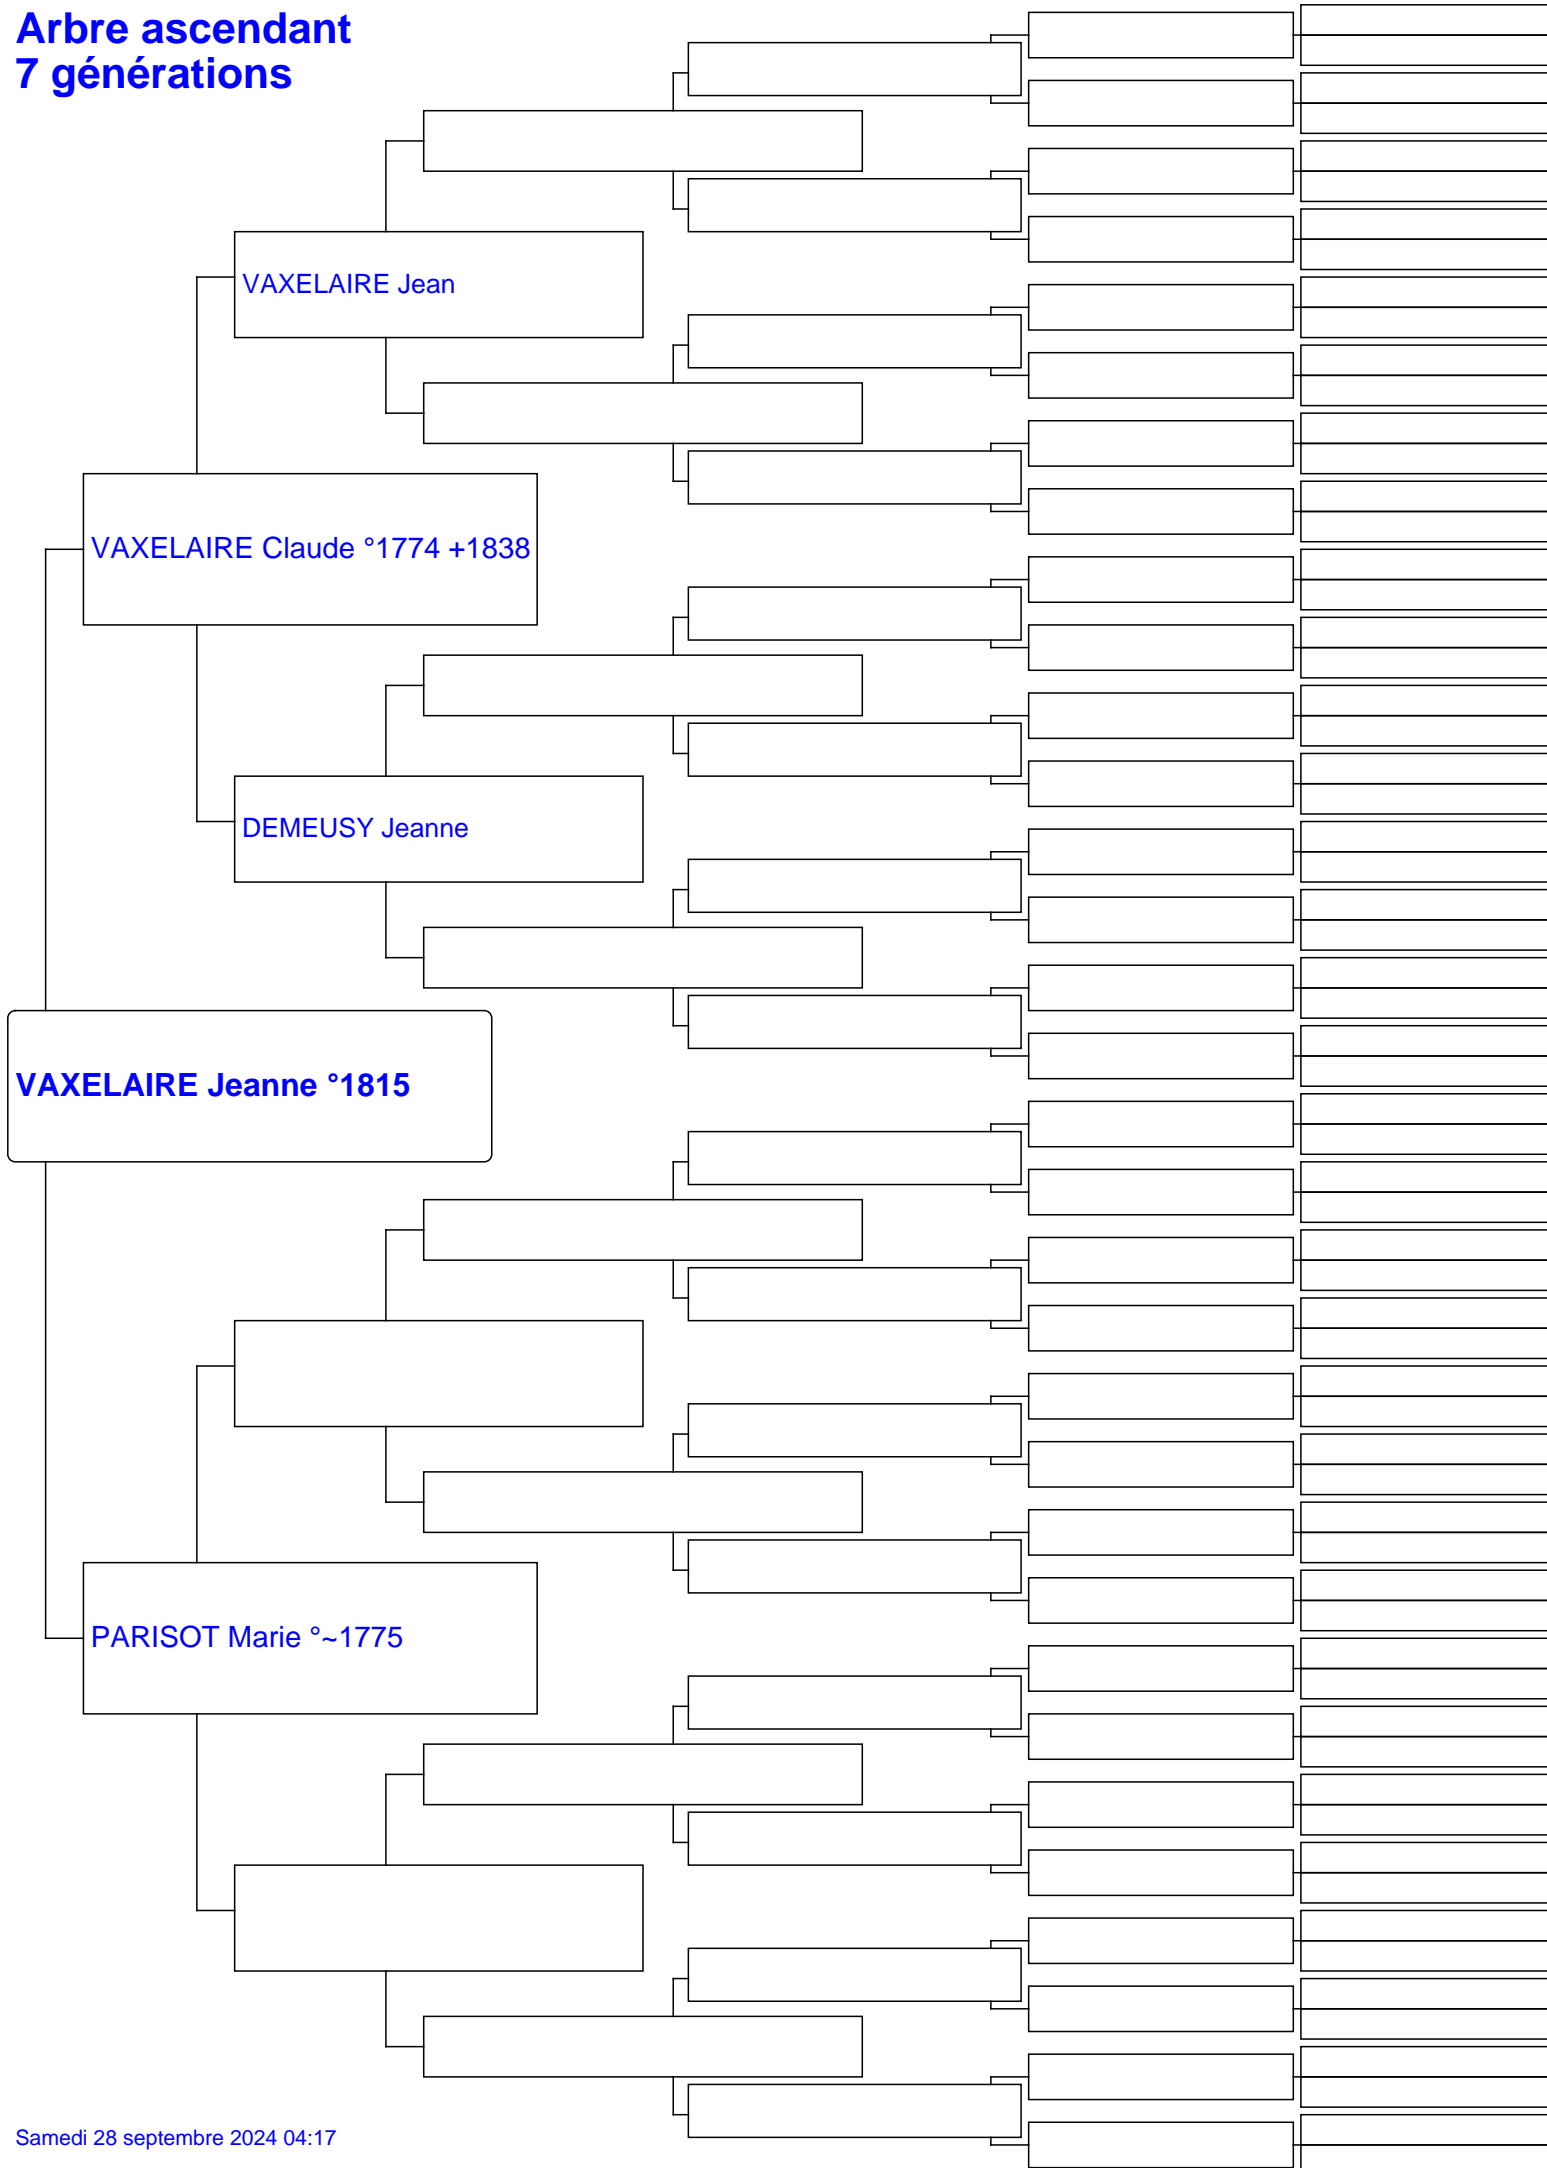 Arbre ascendant
7 générations
VAXELAIRE Jean
VAXELAIRE Claude °1774 +1838
DEMEUSY Jeanne
VAXELAIRE Jeanne °1815
PARISOT Marie °~1775
Samedi 28 septembre 2024 04:17